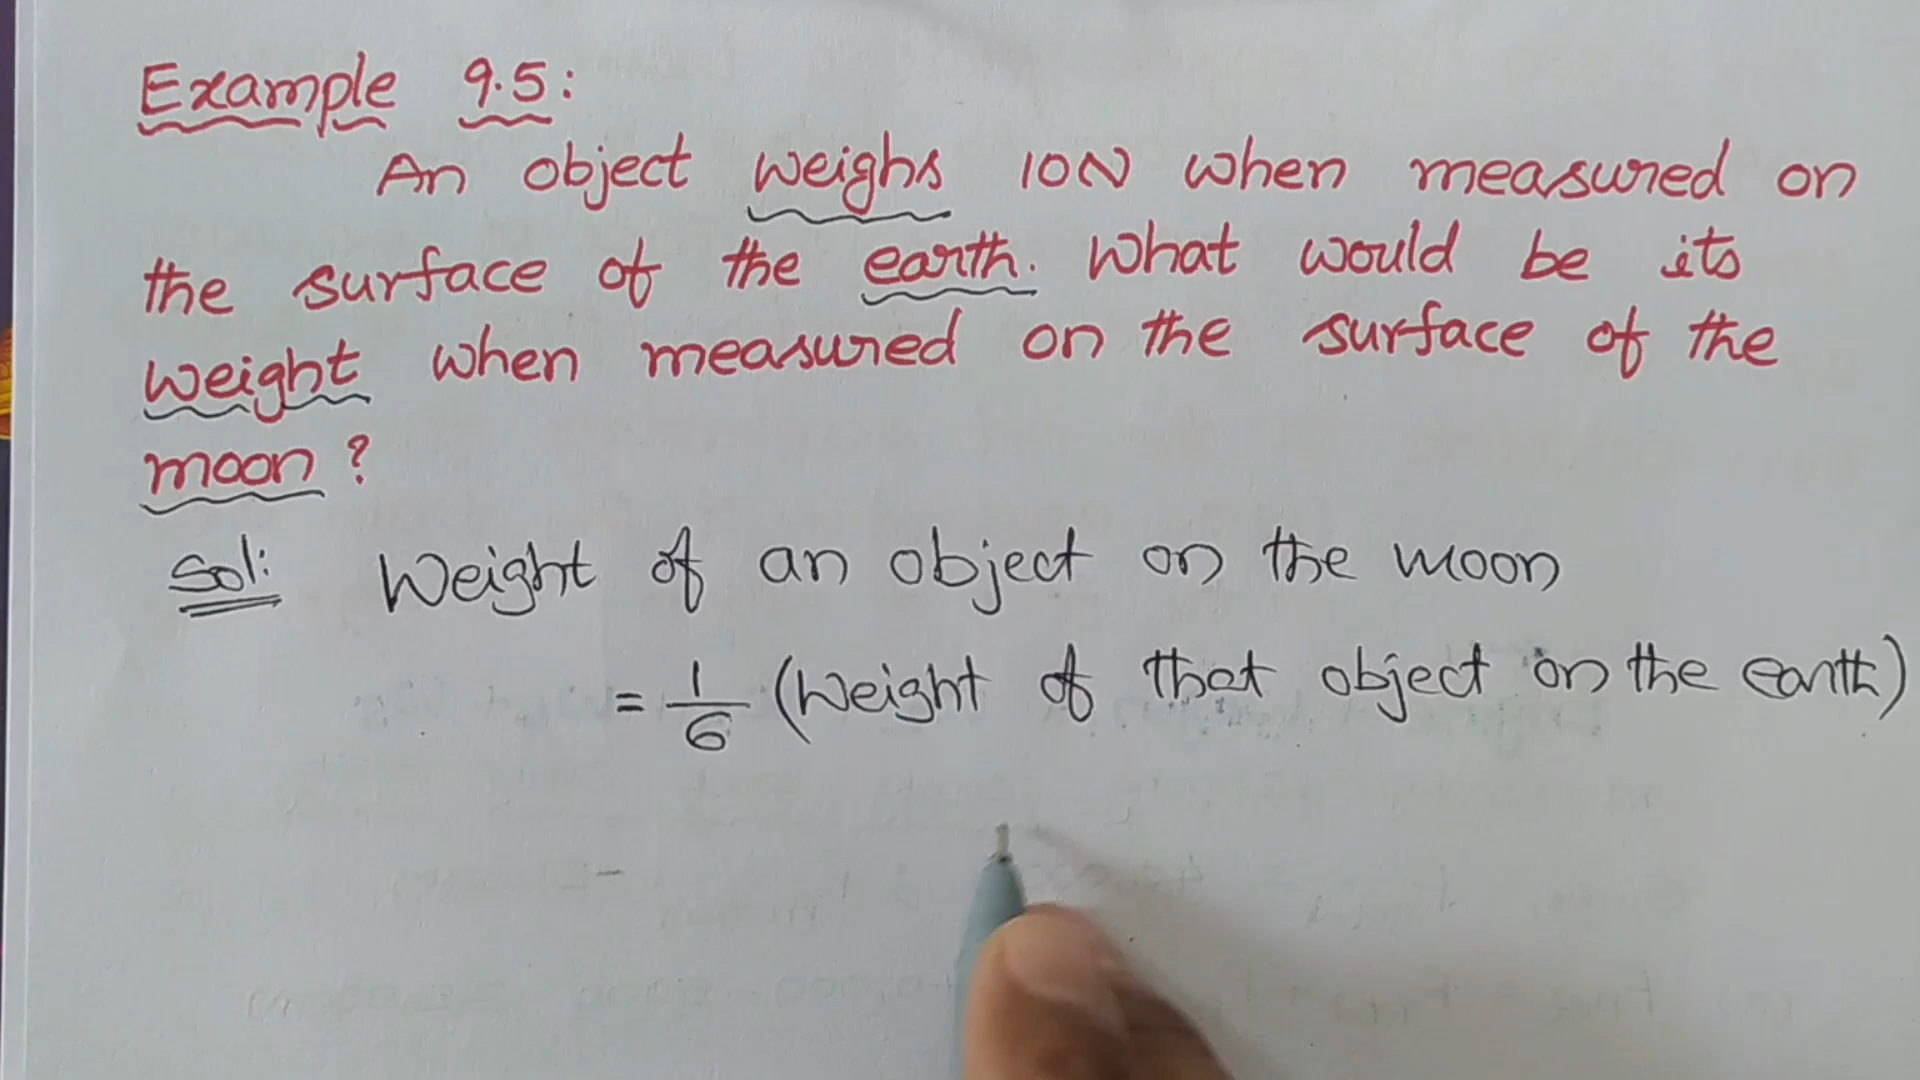 Example 9.5:
An object weighs 10N when measured on
the surface of the earth. What would be its
weight when measured on the surface of the
moon?
Sol: Weight of an object on the moon
= 1/6 (Weight of that object on the earth)